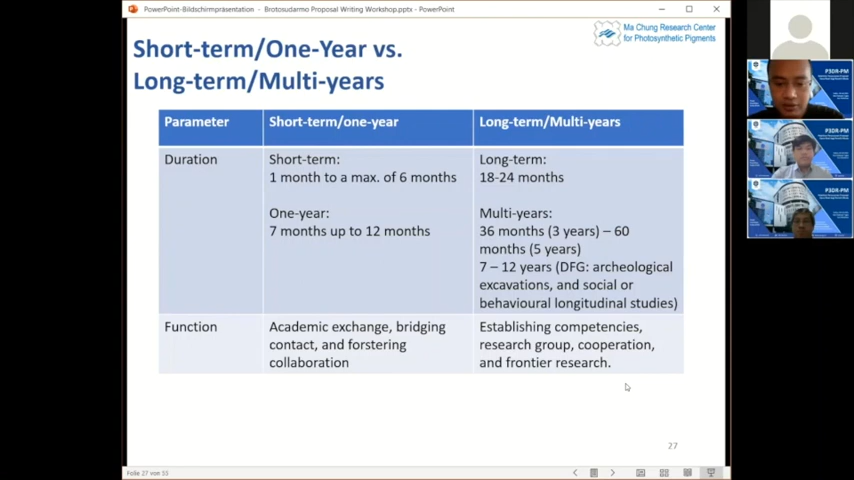 PowerPoint-Bildschirmpräsentation - Brotosudarmo Proposal Writing Workshop.pptx - PowerPoint
Ma Chung Research Center
for Photosynthetic Pigments
Short-term/One-Year vs.
Long-term/Multi-years
Parameter
Short-term/one-year
Long-term/Multi-years
Duration
Short-term:
1 month to a max. of 6 months
One-year:
7 months up to 12 months
Long-term:
18-24 months
Multi-years:
36 months (3 years) – 60
months (5 years)
7 – 12 years (DFG: archeological
excavations, and social or
behavioural longitudinal studies)
Function
Academic exchange, bridging
contact, and forstering
collaboration
Establishing competencies,
research group, cooperation,
and frontier research.
27
Folie 27 von 55
P3DR-PM
P3DR-PM
P3DR-PM